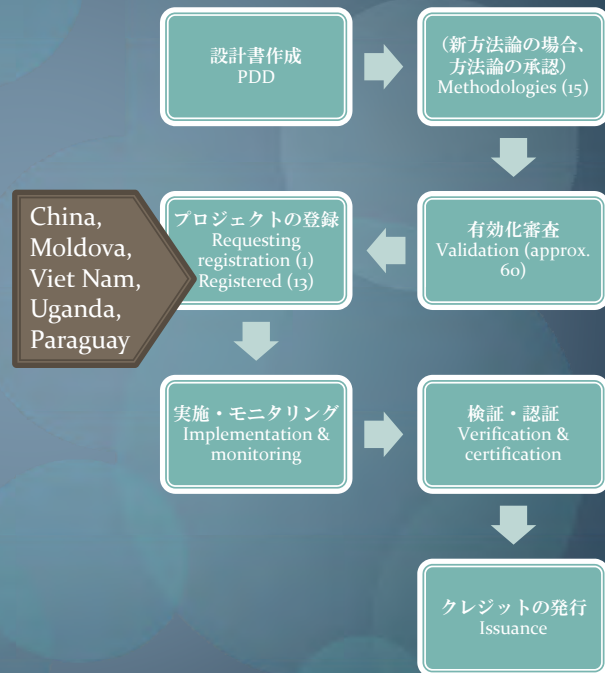 設計書作成
PDD
（新方法論の場合、
方法論の承認）
Methodologies (15)
有効化審査
Validation (approx.
60)
プロジェクトの登録
Requesting
registration (1)
Registered (13)
China,
Moldova,
Viet Nam,
Uganda,
Paraguay
実施・モニタリング
Implementation &
monitoring
検証・認証
Verification &
certification
クレジットの発行
Issuance